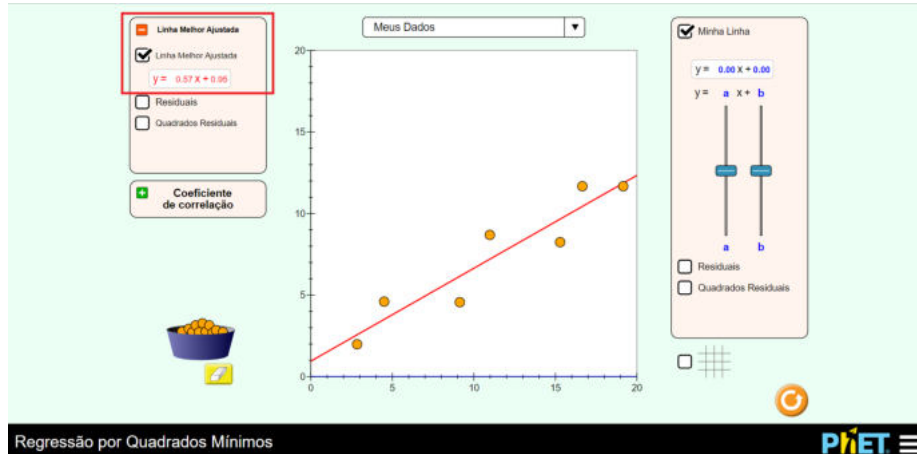 Linha Melhor Ajustada
Linha Melhor Ajustada
y = 0.57 x + 0.95
Residuais
Quadrados Residuais
Coeficiente
de correlação
Meus Dados
20
15
10
5
0
0 5 10 15 20
Minha Linha
y = 0.00 x + 0.00
y = a x + b
a b
Residuais
Quadrados Residuais
Regressão por Quadrados Mínimos
PhET